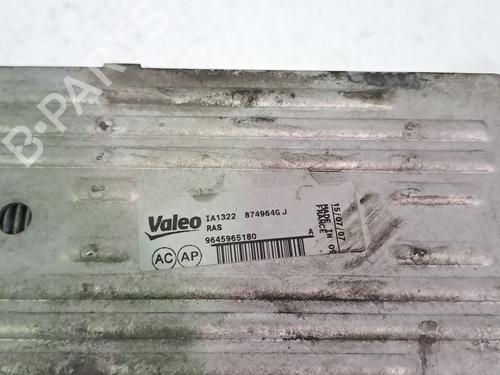 B-PARTS
Valeo IA1322 874964G J
RAS
9645965180
AC AP
15/07/07
MADE IN
FRANCE